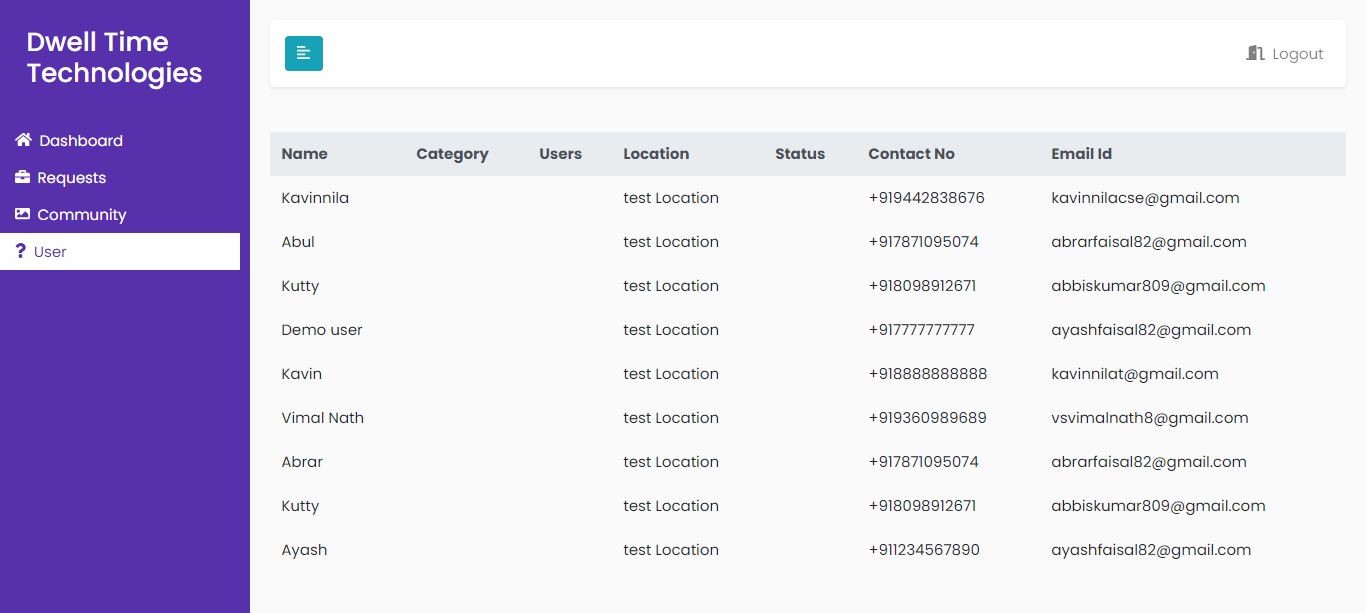 Dwell Time
Technologies
Logout
Dashboard
Requests
Community
? User
Name Category Users Location Status Contact No Email Id
Kavinnila test Location +919442838676 kavinnilacse@gmail.com
Abul test Location +917871095074 abrarfaisal82@gmail.com
Kutty test Location +918098912671 abbiskumar809@gmail.com
Demo user test Location +917777777777 ayashfaisal82@gmail.com
Kavin test Location +918888888888 kavinnilat@gmail.com
Vimal Nath test Location +919360989689 vsvimalnath8@gmail.com
Abrar test Location +917871095074 abrarfaisal82@gmail.com
Kutty test Location +918098912671 abbiskumar809@gmail.com
Ayash test Location +911234567890 ayashfaisal82@gmail.com